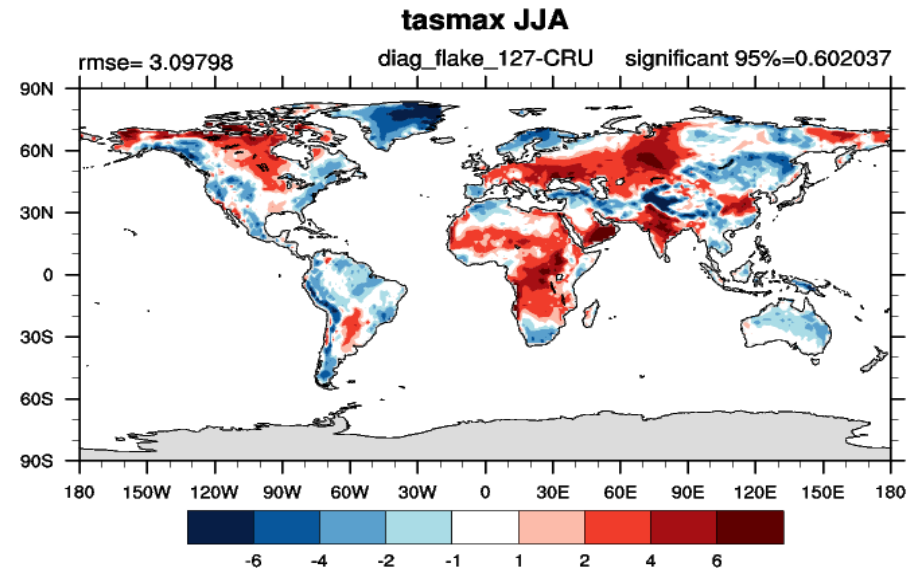 tasmax JJA
rmse= 3.09798 diag_flake_127-CRU significant 95%=0.602037
90N
60N
30N
0
30S
60S
90S
180 150W 120W 90W 60W 30W 0 30E 60E 90E 120E 150E 180
-6 -4 -2 -1 1 2 4 6